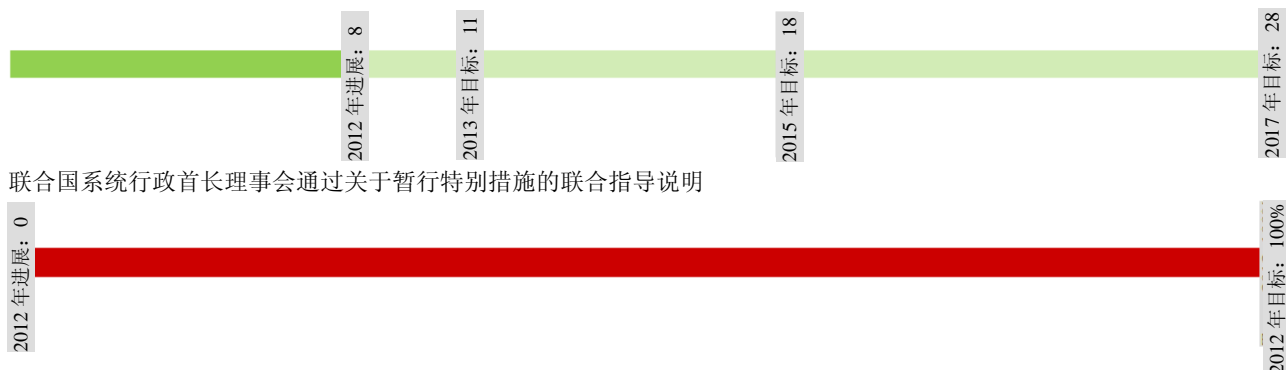 2012 年进展：8
2013 年目标：11
2015 年目标：18
2017 年目标：28
联合国系统行政首长理事会通过关于暂行特别措施的联合指导说明
2012 年进展：0
2012 年目标：100%